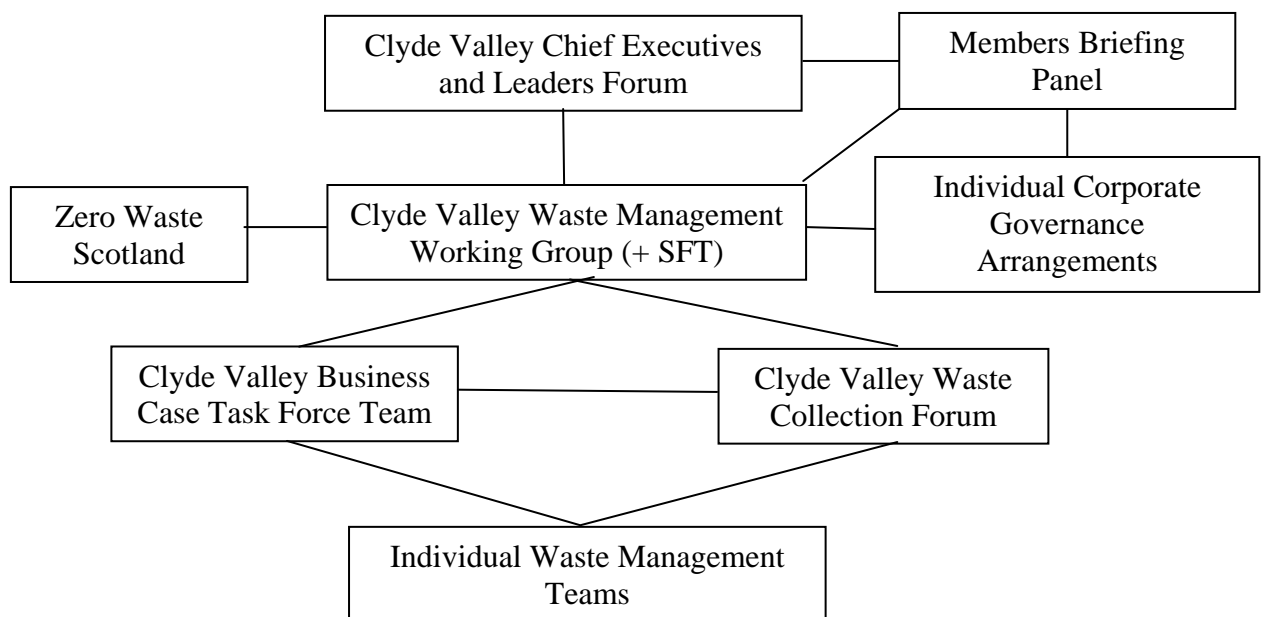 Clyde Valley Chief Executives
and Leaders Forum
Members Briefing
Panel
Zero Waste
Scotland
Clyde Valley Waste Management
Working Group (+ SFT)
Individual Corporate
Governance
Arrangements
Clyde Valley Business
Case Task Force Team
Clyde Valley Waste
Collection Forum
Individual Waste Management
Teams